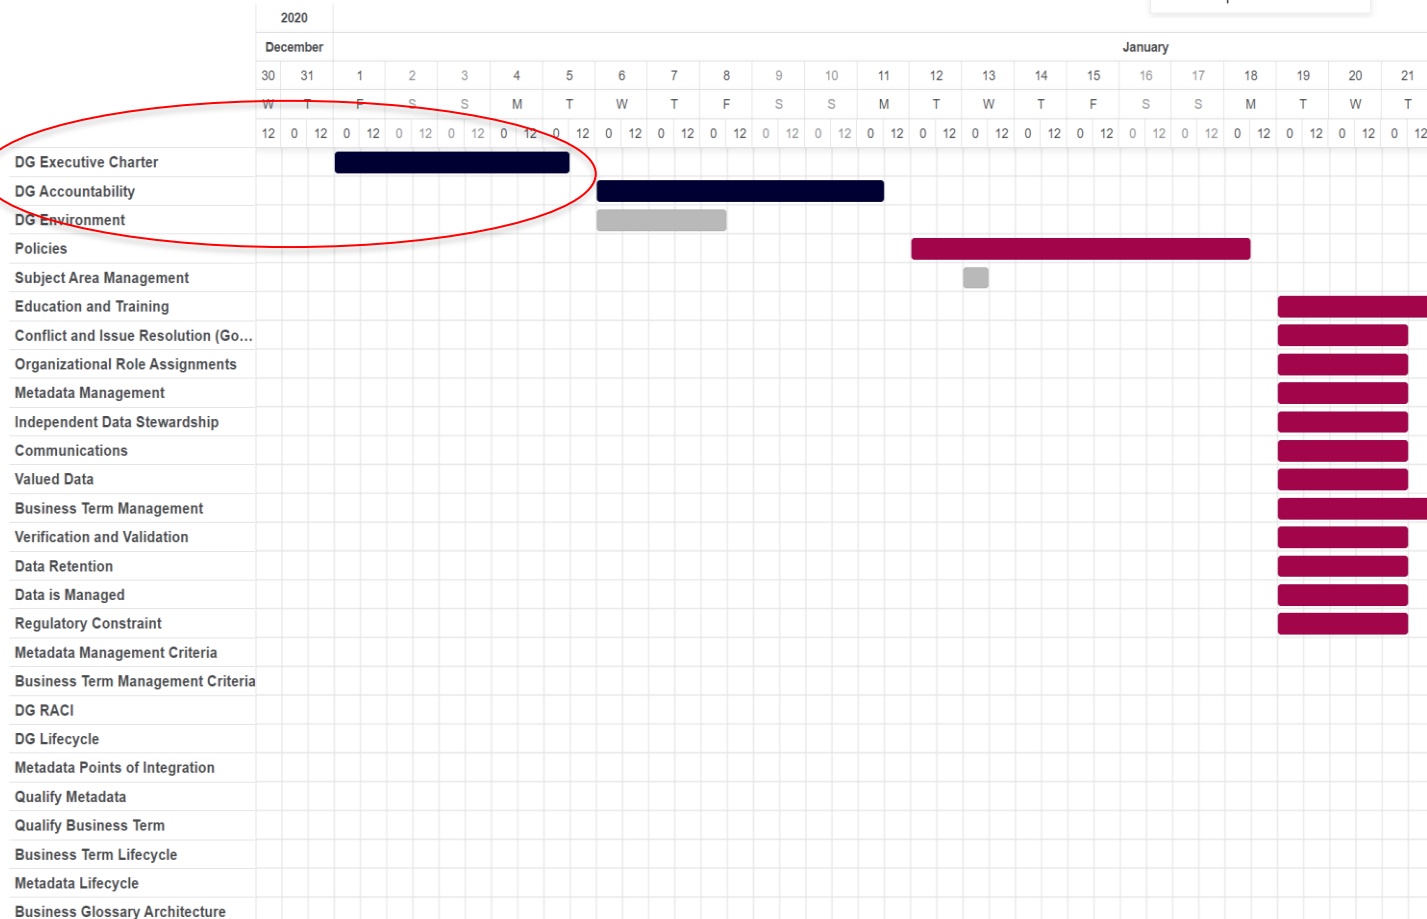 2020
December January
30 31 1 2 3 4 5 6 7 8 9 10 11 12 13 14 15 16 17 18 19 20 21
W T F S S M T W T F S S M T W T F S S M T W T
12 0 12 0 12 0 12 0 12 0 12 0 12 0 12 0 12 0 12 0 12 0 12 0 12 0 12 0 12 0 12 0 12 0 12 0 12 0 12 0 12 0 12 0 12
DG Executive Charter
DG Accountability
DG Environment
Policies
Subject Area Management
Education and Training
Conflict and Issue Resolution (Go...
Organizational Role Assignments
Metadata Management
Independent Data Stewardship
Communications
Valued Data
Business Term Management
Verification and Validation
Data Retention
Data is Managed
Regulatory Constraint
Metadata Management Criteria
Business Term Management Criteria
DG RACI
DG Lifecycle
Metadata Points of Integration
Qualify Metadata
Qualify Business Term
Business Term Lifecycle
Metadata Lifecycle
Business Glossary Architecture